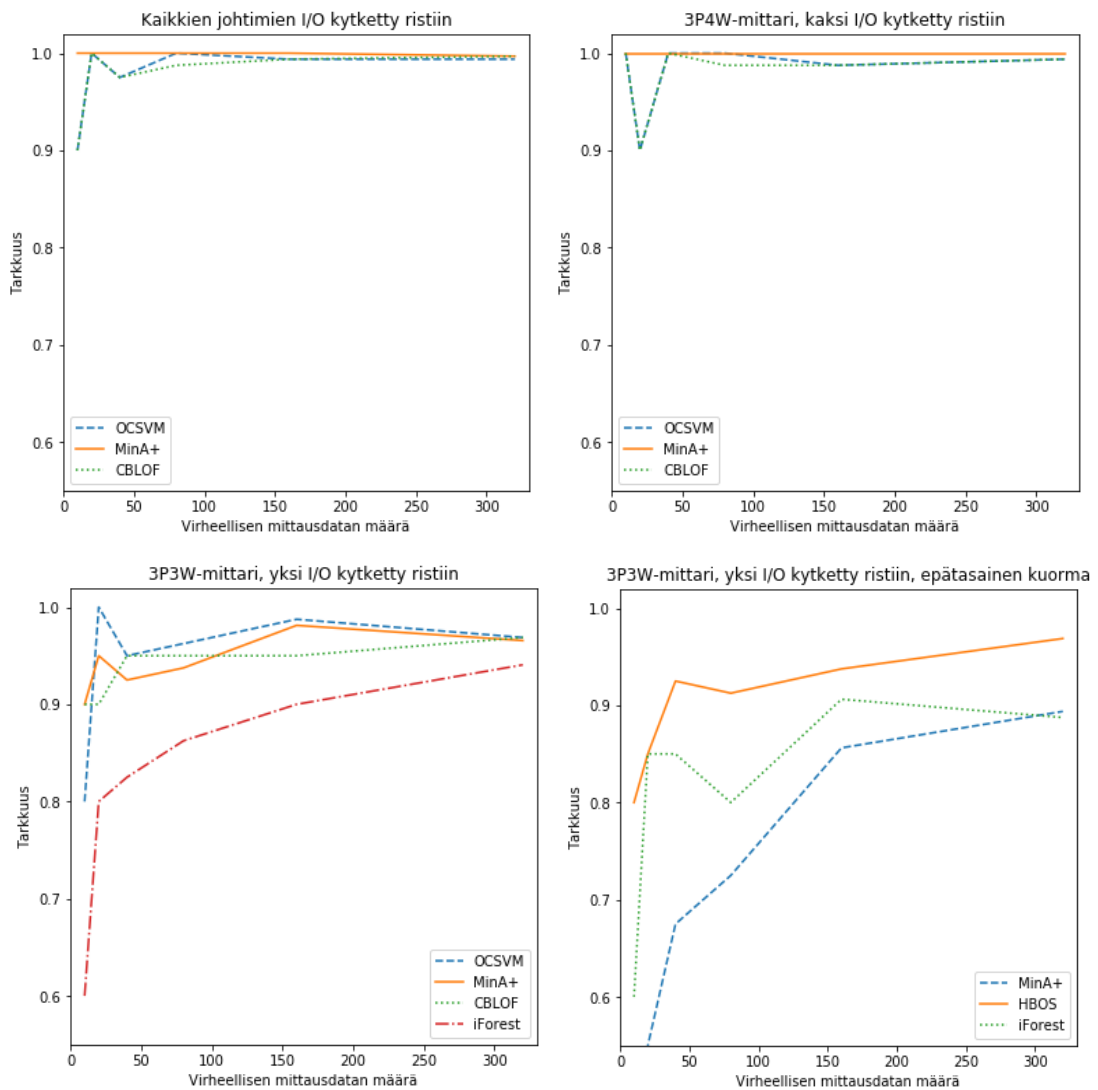 Kaikkien johtimien I/O kytketty ristiin
1.0
0.9
0.8
0.7
0.6
Tarkkuus
OCSVM
MinA+
CBLOF
0 50 100 150 200 250 300
Virheellisen mittausdatan määrä
3P4W-mittari, kaksi I/O kytketty ristiin
1.0
0.9
0.8
0.7
0.6
Tarkkuus
OCSVM
MinA+
CBLOF
0 50 100 150 200 250 300
Virheellisen mittausdatan määrä
3P3W-mittari, yksi I/O kytketty ristiin
1.0
0.9
0.8
0.7
0.6
Tarkkuus
OCSVM
MinA+
CBLOF
iForest
0 50 100 150 200 250 300
Virheellisen mittausdatan määrä
3P3W-mittari, yksi I/O kytketty ristiin, epätasainen kuorma
1.0
0.9
0.8
0.7
0.6
Tarkkuus
MinA+
HBOS
iForest
0 50 100 150 200 250 300
Virheellisen mittausdatan määrä